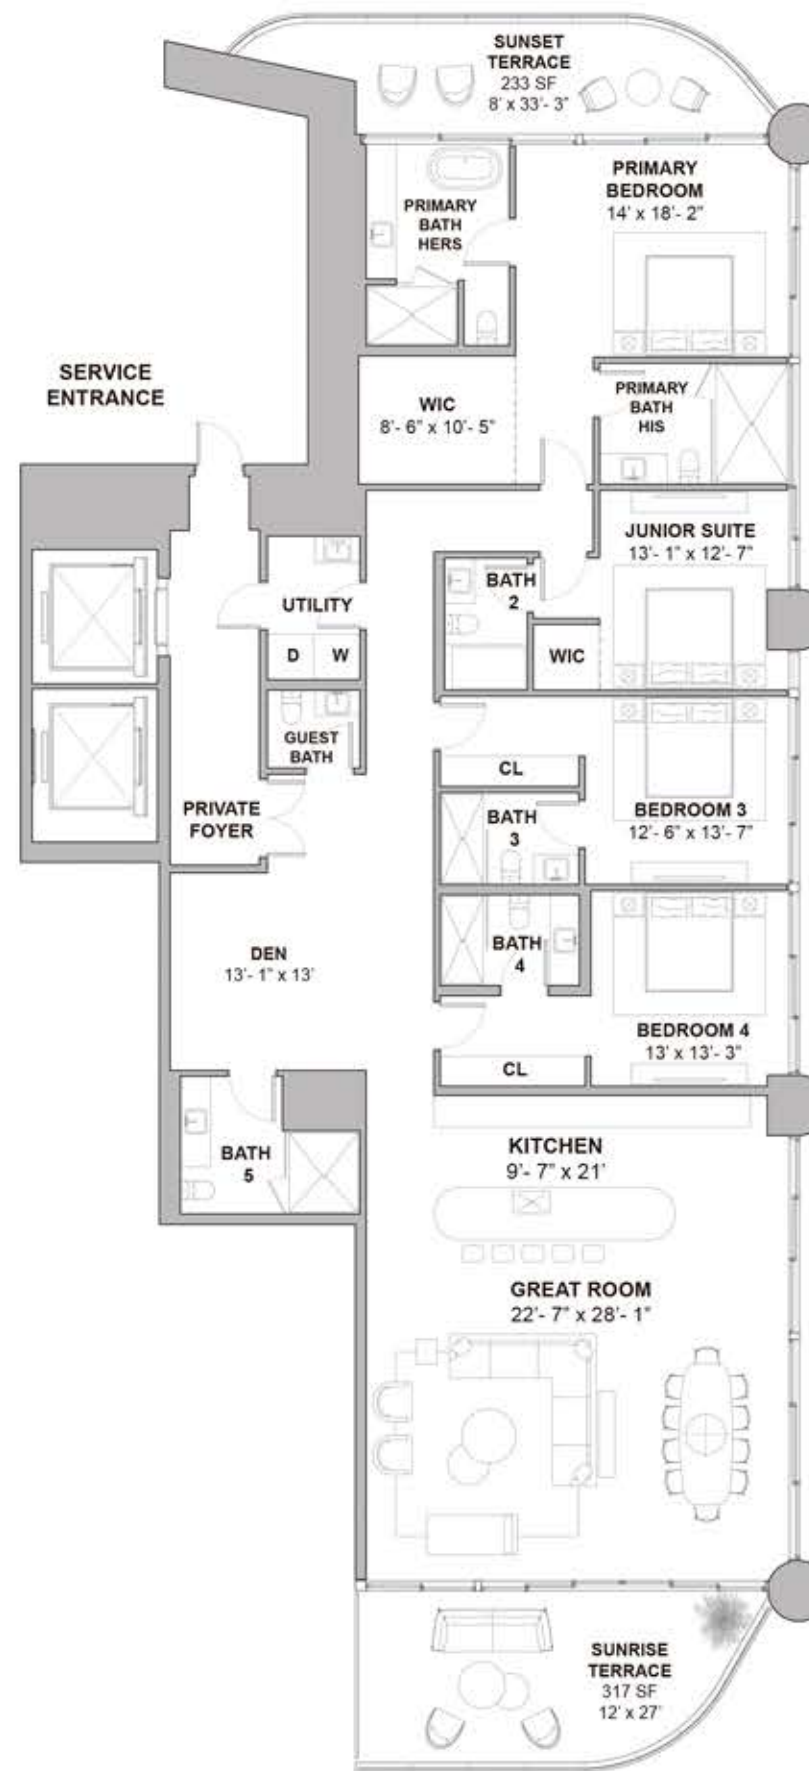 SUNSET
TERRACE
233 SF
8' x 33'- 3"
PRIMARY
BEDROOM
14' x 18'- 2"
PRIMARY
BATH
HERS
SERVICE
ENTRANCE
WIC
8'- 6" x 10'- 5"
PRIMARY
BATH
HIS
JUNIOR SUITE
13'- 1" x 12'- 7"
BATH
2
UTILITY
D W
WIC
GUEST
BATH
CL
PRIVATE
FOYER
BATH
3
BEDROOM 3
12'- 6" x 13'- 7"
DEN
13'- 1" x 13'
BATH
4
BEDROOM 4
13' x 13'- 3"
CL
BATH
5
KITCHEN
9'- 7" x 21'
GREAT ROOM
22'- 7" x 28'- 1"
SUNRISE
TERRACE
317 SF
12' x 27'